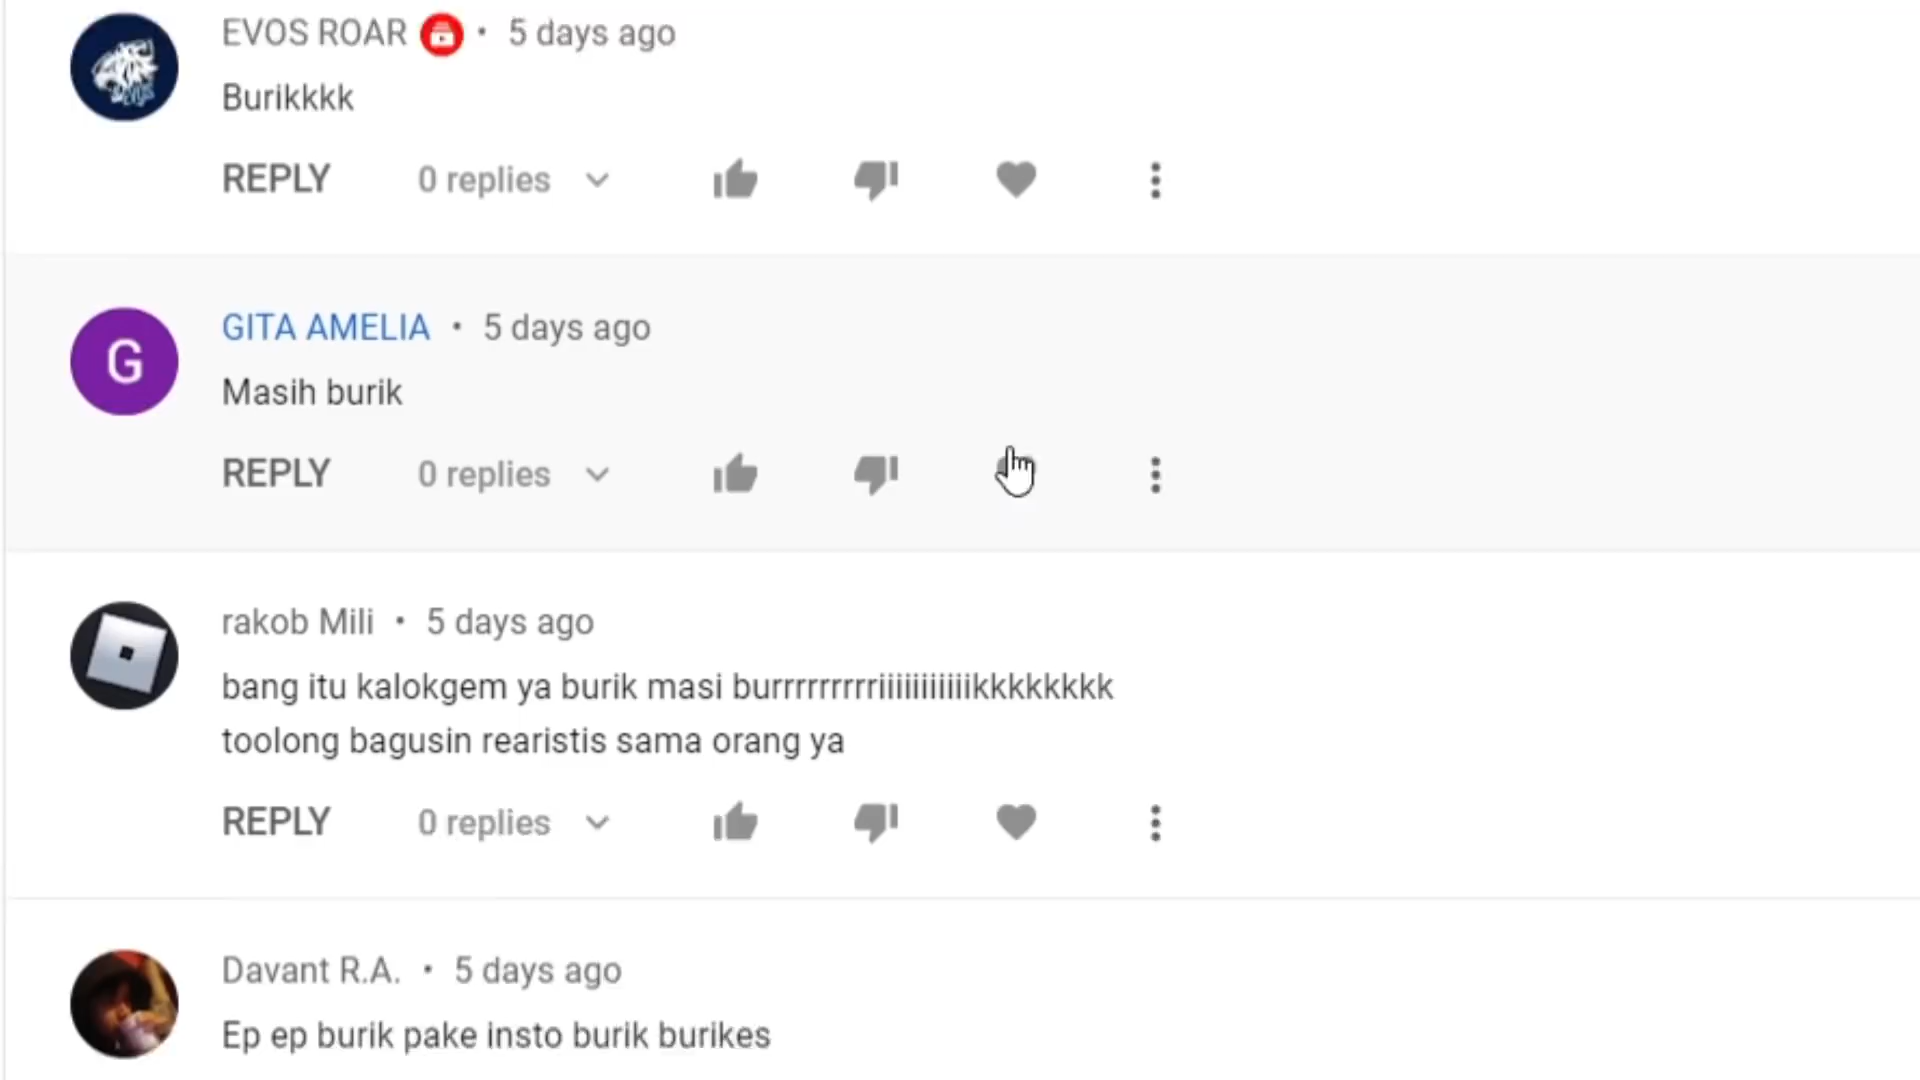 EVOS ROAR • 5 days ago
Burikkkk
REPLY 0 replies
G
GITA AMELIA • 5 days ago
Masih burik
REPLY 0 replies
rakob Mili • 5 days ago
bang itu kalokgem ya burik masi burrrrrrrrriiiiiiiiiiikkkkkkkk
toolong bagusin rearistis sama orang ya
REPLY 0 replies
Davant R.A. • 5 days ago
Ep ep burik pake insto burik burikes